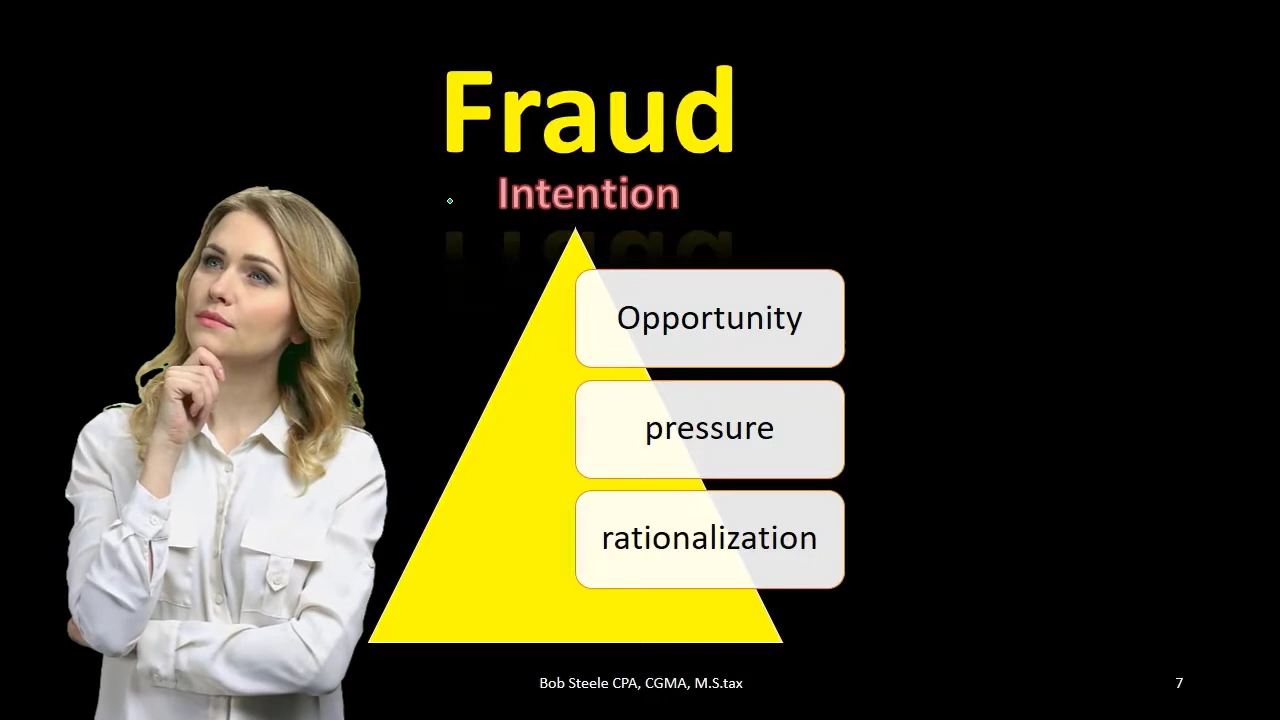 Fraud
Intention
Opportunity
pressure
rationalization
Bob Steele CPA, CGMA, M.S.tax
7